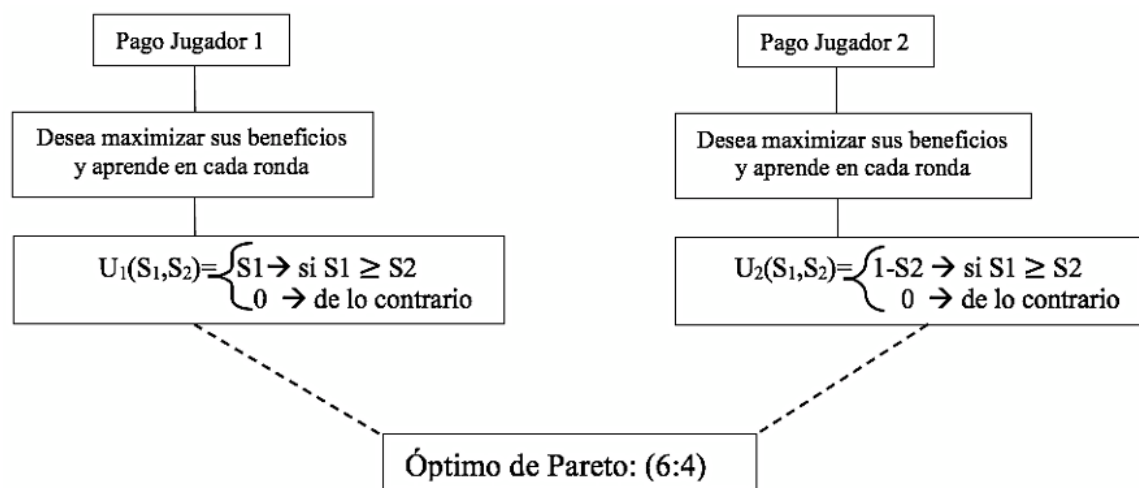 Pago Jugador 1
Pago Jugador 2
Desea maximizar sus beneficios
y aprende en cada ronda
Desea maximizar sus beneficios
y aprende en cada ronda
U₁(S₁,S₂)= { S1 → si S1 ≥ S2
0 → de lo contrario
U₂(S₁,S₂)= { 1-S2 → si S1 ≥ S2
0 → de lo contrario
Óptimo de Pareto: (6:4)